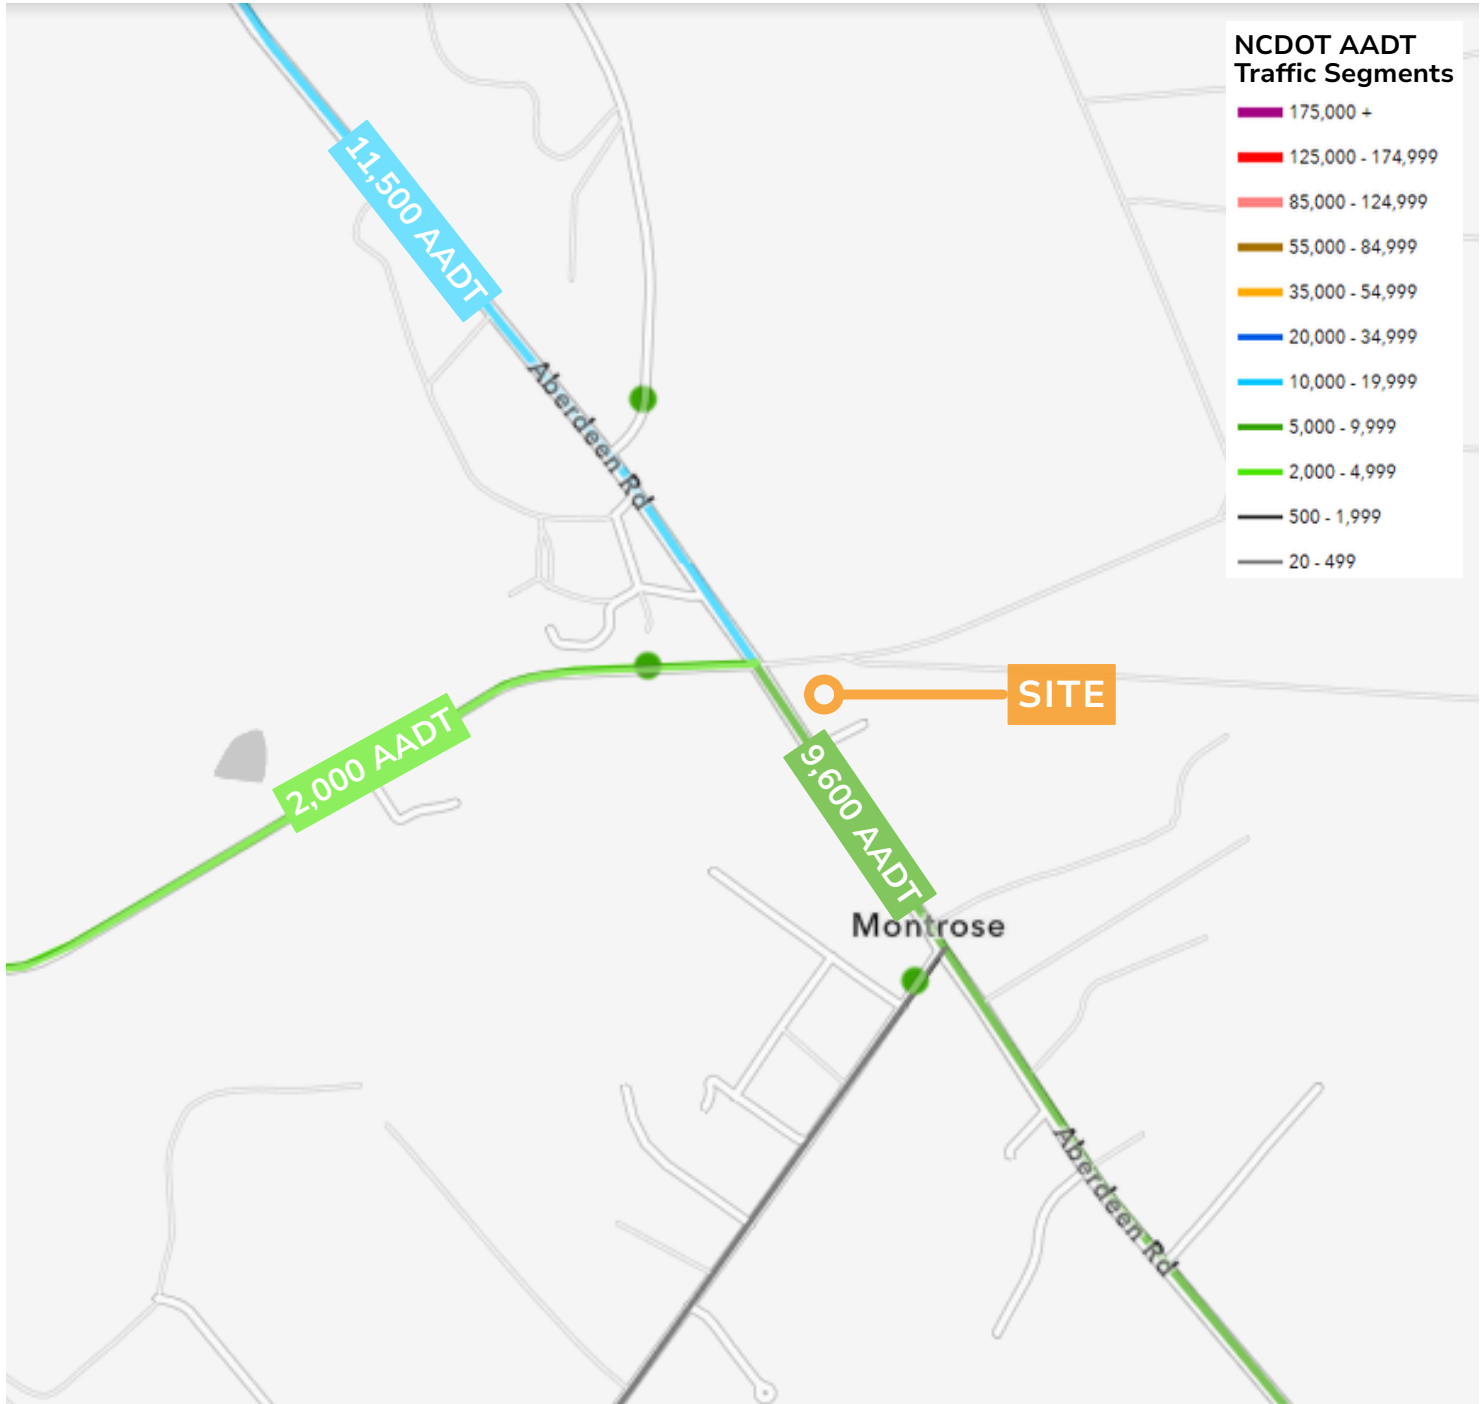 NCDOT AADT
Traffic Segments
175,000 +
125,000 - 174,999
85,000 - 124,999
55,000 - 84,999
35,000 - 54,999
20,000 - 34,999
10,000 - 19,999
5,000 - 9,999
2,000 - 4,999
500 - 1,999
20 - 499
11,500 AADT
Aberdeen Rd
SITE
2,000 AADT
9,600 AADT
Montrose
Aberdeen Rd